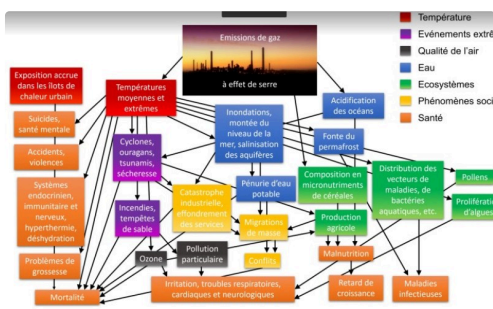 Emissions de gaz
à effet de serre
Température
Evénements extrê
Qualité de l'air
Eau
Ecosystèmes
Phénomènes soci
Santé
Exposition accrue
dans les îlots de
chaleur urbain
Températures
moyennes et
extrêmes
Acidification
des océans
Suicides,
santé mentale
Inondations,
montée du
niveau de la
mer, salinisation
des aquifères
Fonte du
permafrost
Accidents,
violences
Cyclones,
ouragans,
tsunamis,
sécheresse
Composition en
micronutriments
de céréales
Distribution des
vecteurs de
maladies, de
bactéries
aquatiques, etc.
Pollens
Systèmes
endocrinien,
immunitaire et
nerveux,
hyperthermie,
déshydration
Catastrophe
industrielle,
effondrement
des services
Pénurie d'eau
potable
Prolifératio
d'algues
Incendies,
tempêtes
de sable
Migrations
de masse
Production
agricole
Problèmes de
grossesse
Ozone
Pollution
particulaire
Conflits
Malnutrition
Mortalité
Irritation, troubles respiratoires,
cardiaques et neurologiques
Retard de
croissance
Maladies
infectieuses